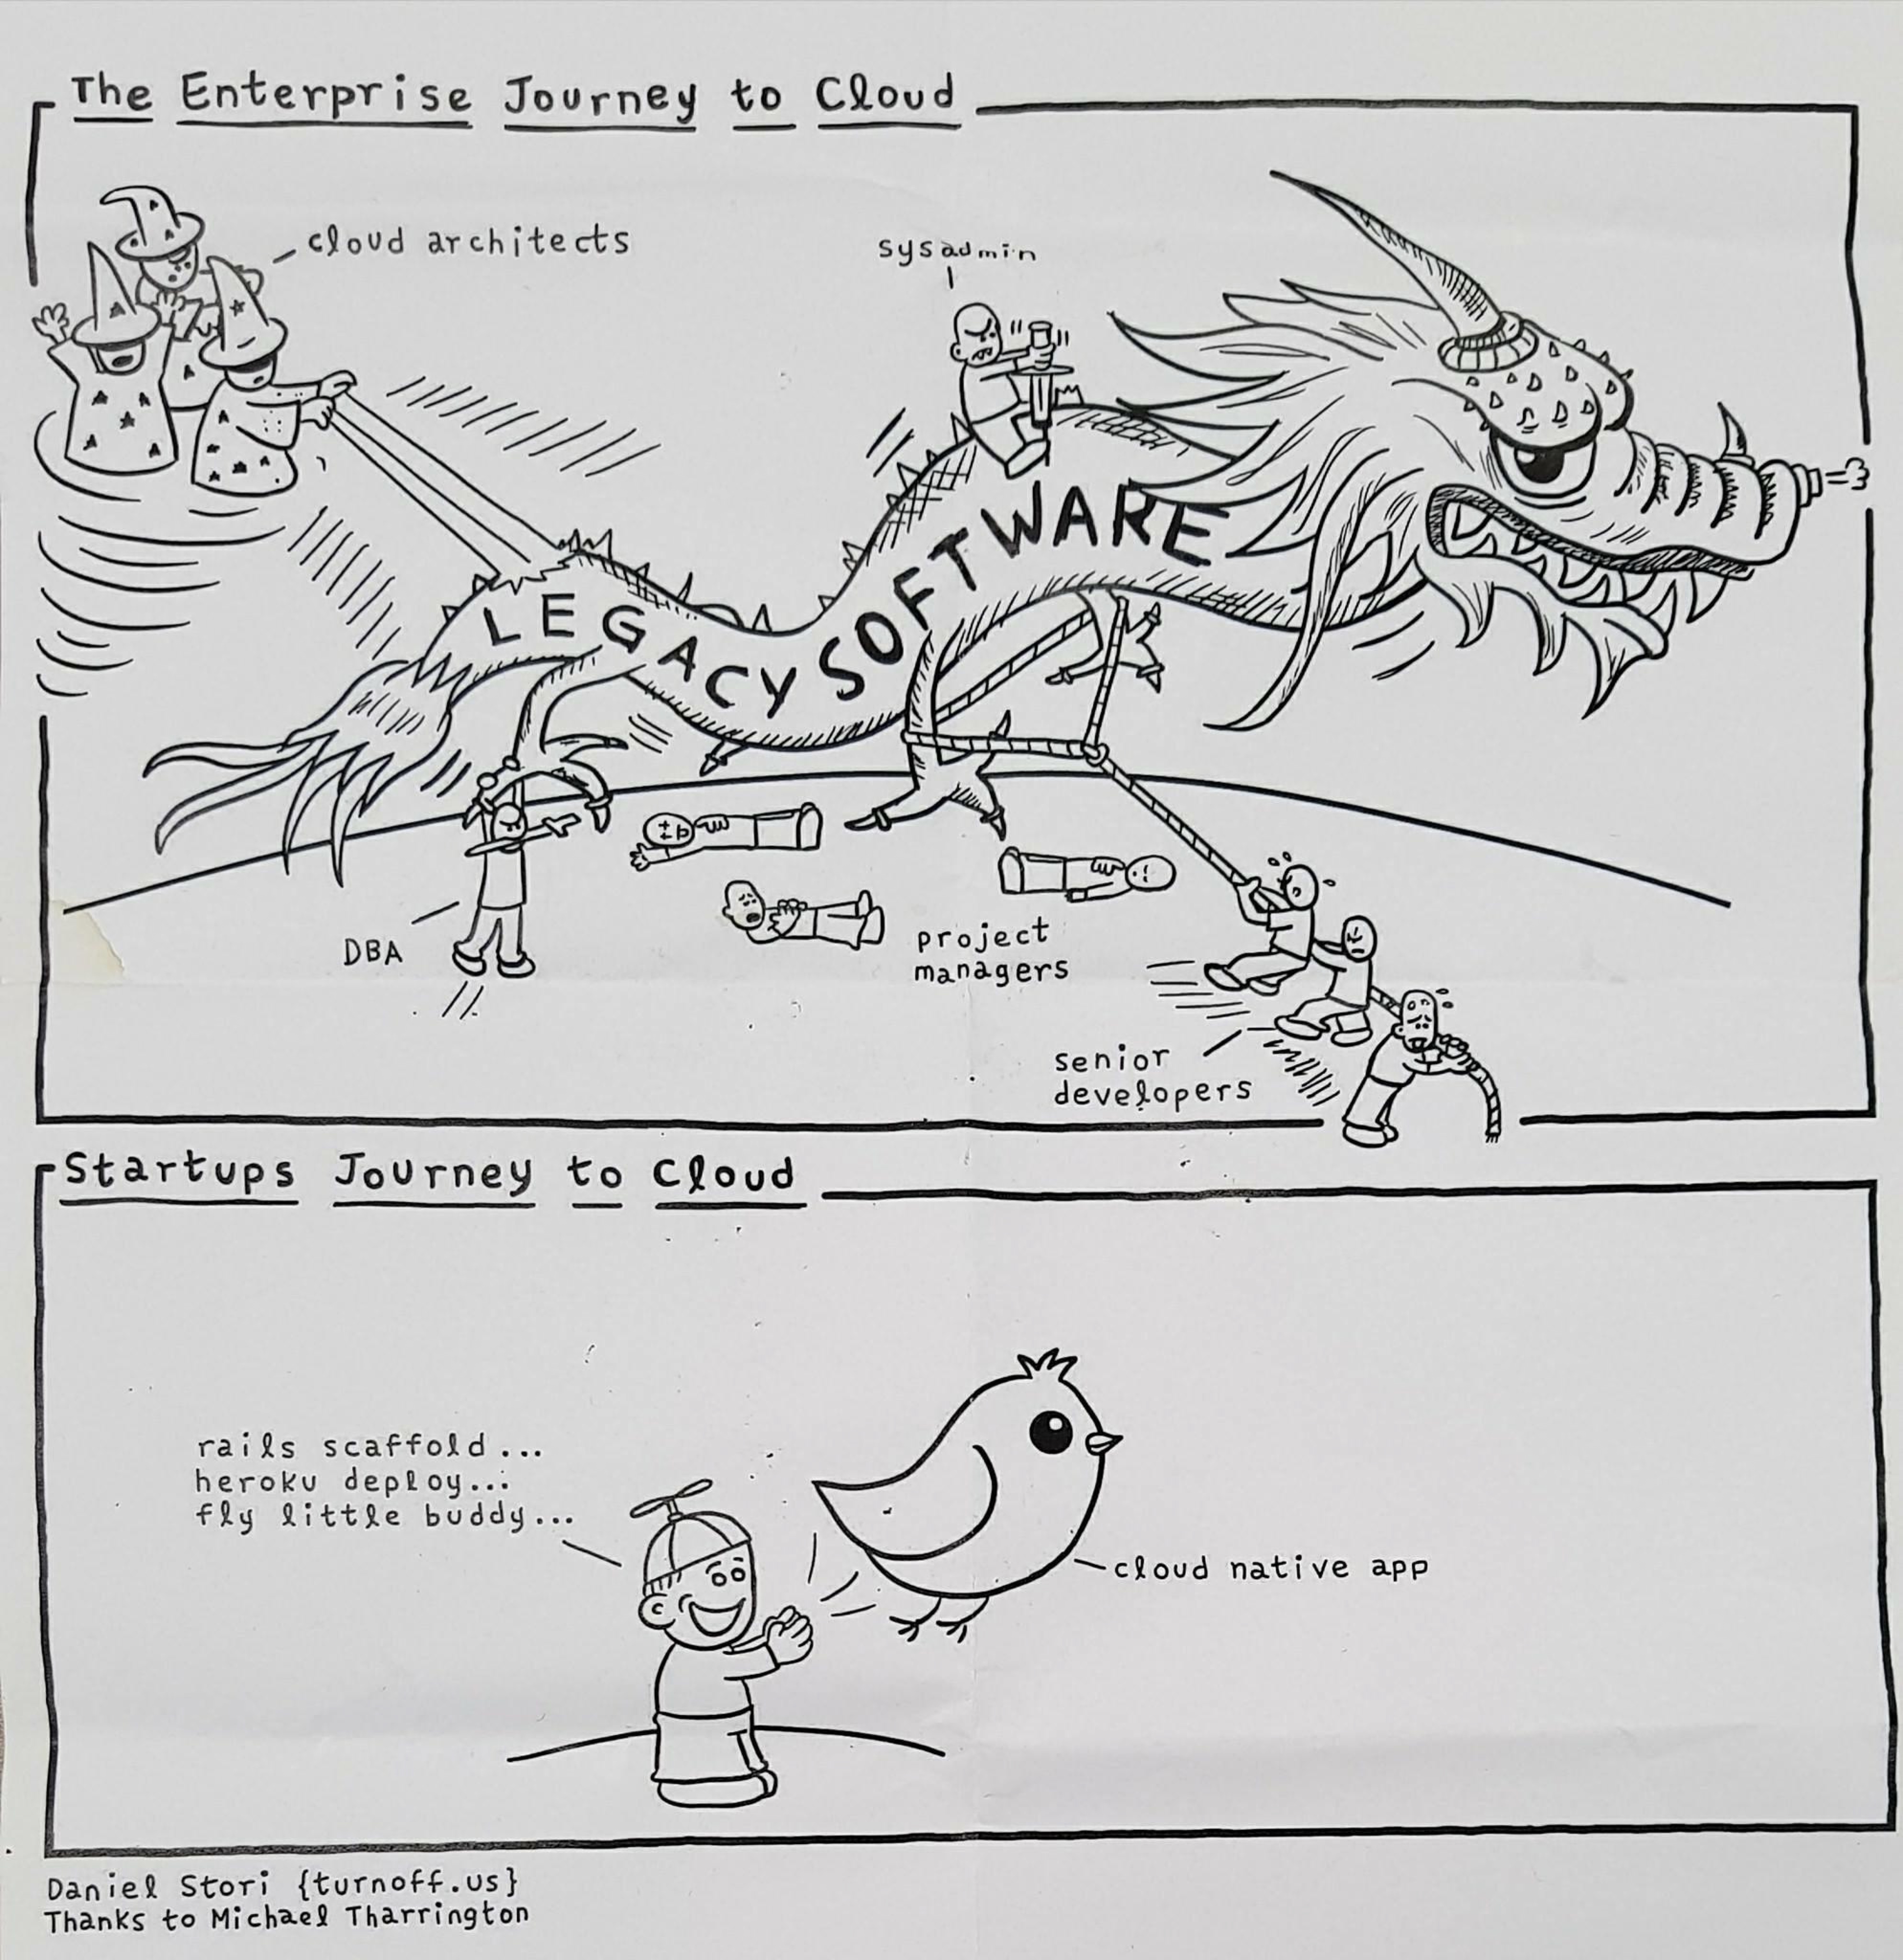 The Enterprise Journey to Cloud
cloud architects
sysadmin
LEGACY SOFTWARE
DBA
project
managers
senior
developers
Startups Journey to Cloud
rails scaffold...
heroku deploy...
fly little buddy...
cloud native app
Daniel Stori {turnoff.us}
Thanks to Michael Tharrington